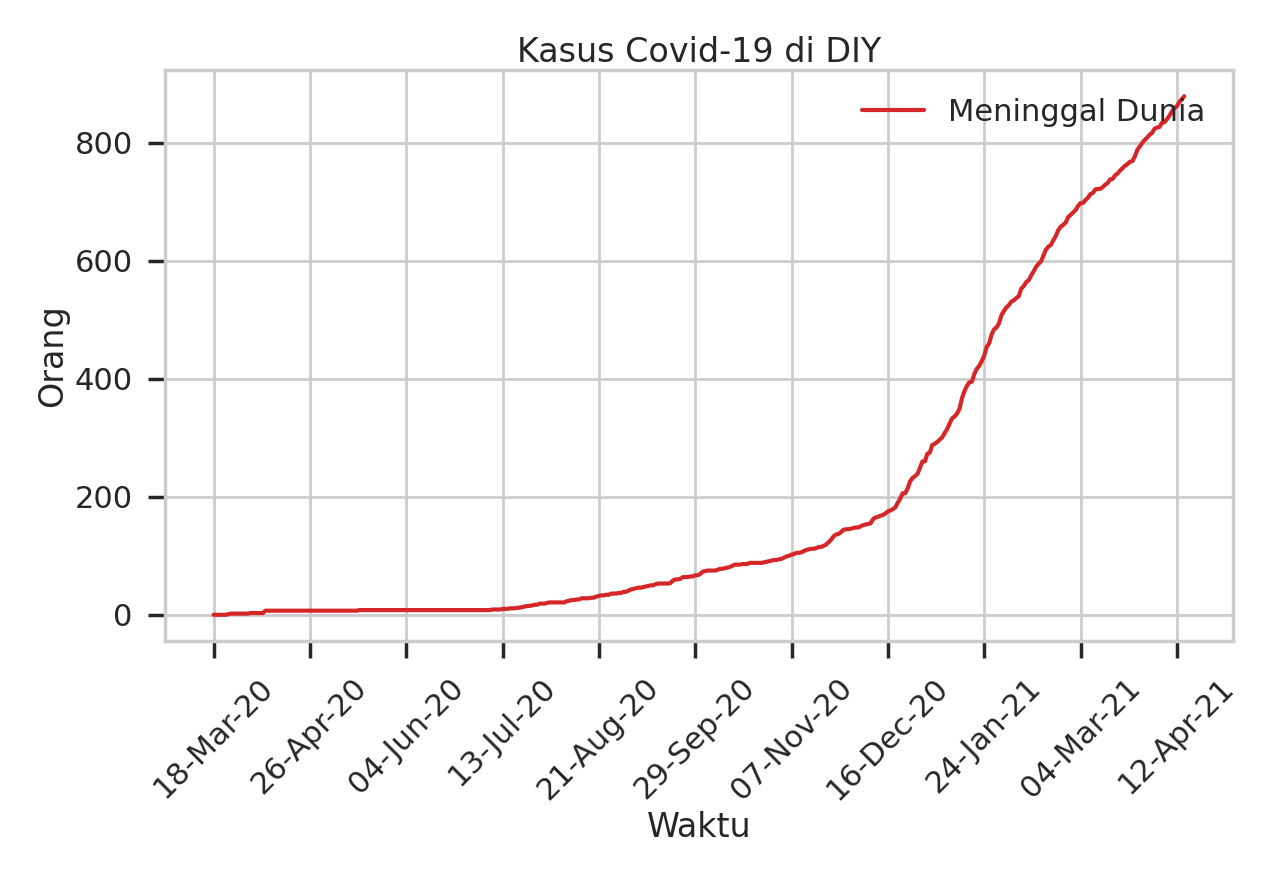 Kasus Covid-19 di DIY
Meninggal Dunia
Orang
800
600
400
200
0
18-Mar-20
26-Apr-20
04-Jun-20
13-Jul-20
21-Aug-20
29-Sep-20
07-Nov-20
16-Dec-20
24-Jan-21
04-Mar-21
12-Apr-21
Waktu